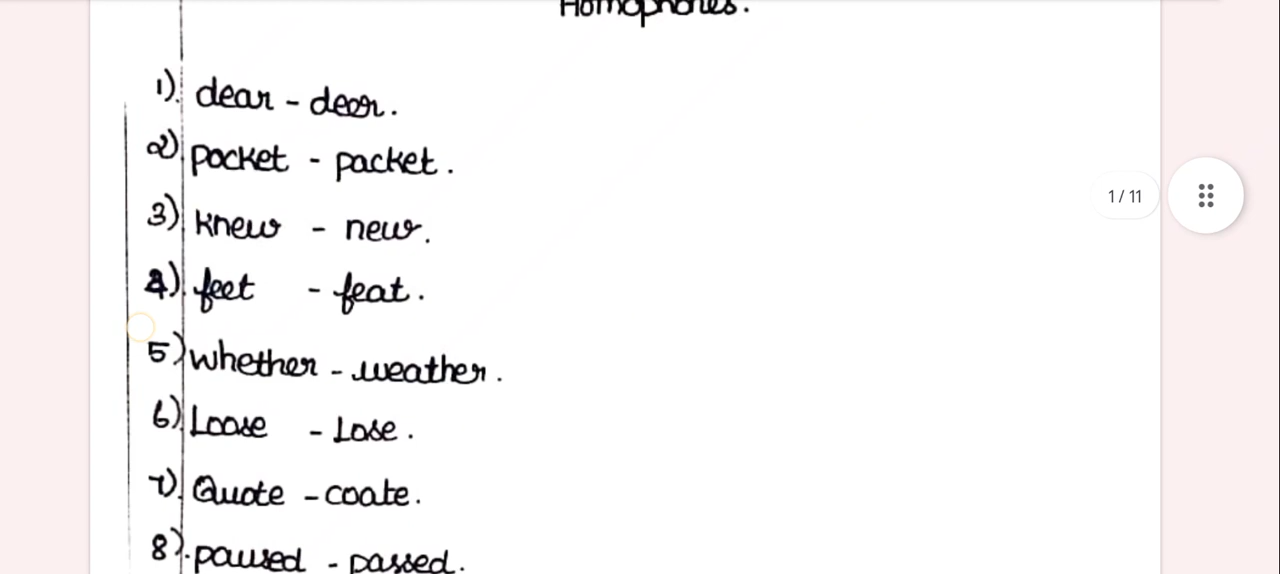 Homophones.
1) dear - deer.
2) pocket - packet.
3) knew - new.
4) feet - feat.
5) whether - weather.
6) Loose - Lose.
7) Quote - coate.
8). paused - passed.
1 / 11